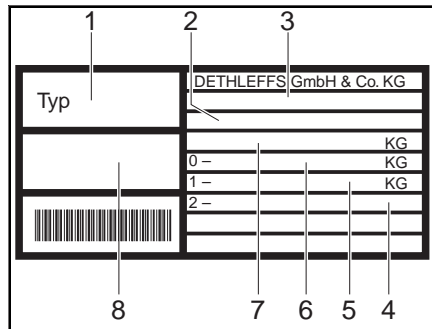 1 2 3
DETHLEFFS GmbH & Co. KG
Typ
KG
0 – KG
1 – KG
2 –
8 7 6 5 4